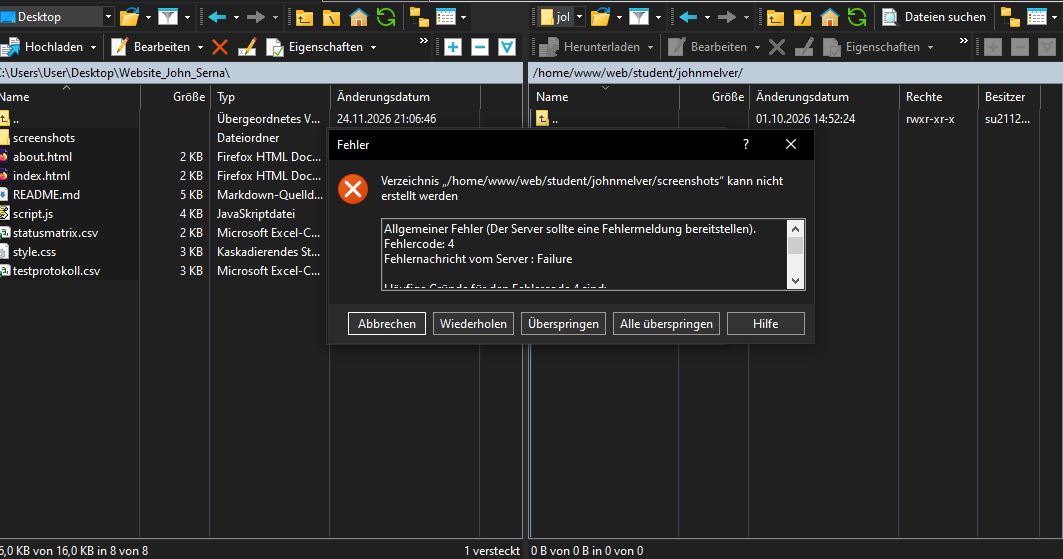 Desktop
jol
Dateien suchen
Hochladen
Bearbeiten
Eigenschaften
»
Herunterladen
Bearbeiten
Eigenschaften
»
:\Users\User\Desktop\Website_John_Serna\
/home/www/web/student/johnmelver/
Name Größe Typ Änderungsdatum
Name Größe Änderungsdatum Rechte Besitzer
.. Übergeordnetes V... 24.11.2026 21:06:46
.. 01.10.2026 14:52:24 rwxr-xr-x su2112...
screenshots Dateiordner
about.html 2 KB Firefox HTML Doc...
index.html 2 KB Firefox HTML Doc...
README.md 5 KB Markdown-Quelld...
script.js 4 KB JavaSkriptdatei
statusmatrix.csv 2 KB Microsoft Excel-C...
style.css 3 KB Kaskadierendes St...
testprotokoll.csv 3 KB Microsoft Excel-C...
Fehler ?
Verzeichnis „/home/www/web/student/johnmelver/screenshots“ kann nicht
erstellt werden
Allgemeiner Fehler (Der Server sollte eine Fehlermeldung bereitstellen).
Fehlercode: 4
Fehlernachricht vom Server : Failure
Häufige Gründe für den Fehlercode 4 sind:
Abbrechen Wiederholen Überspringen Alle überspringen Hilfe
6,0 KB von 16,0 KB in 8 von 8 1 versteckt
0 B von 0 B in 0 von 0